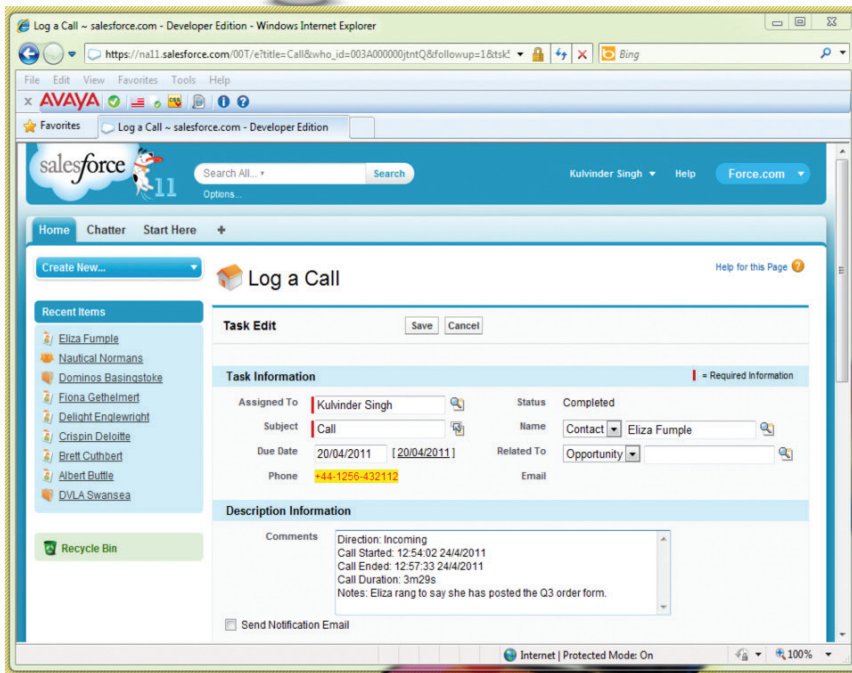 Log a Call ~ salesforce.com - Developer Edition - Windows Internet Explorer
https://na11.salesforce.com/00T/e?title=Call&who_id=003A000000jtntQ&followup=1&tsk5
Bing
File Edit View Favorites Tools Help
x AVAYA
Favorites
Log a Call ~ salesforce.com - Developer Edition
salesforce 11
Search All...
Search
Options...
Kulvinder Singh
Help
Force.com
Home Chatter Start Here +
Create New...
Help for this Page
Log a Call
Recent Items
Eliza Fumple
Nautical Normans
Dominos Basingstoke
Fiona Gethelmert
Delight Englewright
Crispin Deloitte
Brett Cuthbert
Albert Buttle
DVLA Swansea
Recycle Bin
Task Edit
Save Cancel
Task Information
= Required Information
Assigned To Kulvinder Singh
Status Completed
Subject Call
Name Contact Eliza Fumple
Due Date 20/04/2011 [ 20/04/2011 ]
Related To Opportunity
Phone +44-1256-432112
Email
Description Information
Comments
Direction: Incoming
Call Started: 12:54:02 24/4/2011
Call Ended: 12:57:33 24/4/2011
Call Duration: 3m29s
Notes: Eliza rang to say she has posted the Q3 order form.
Send Notification Email
Internet | Protected Mode: On
100%